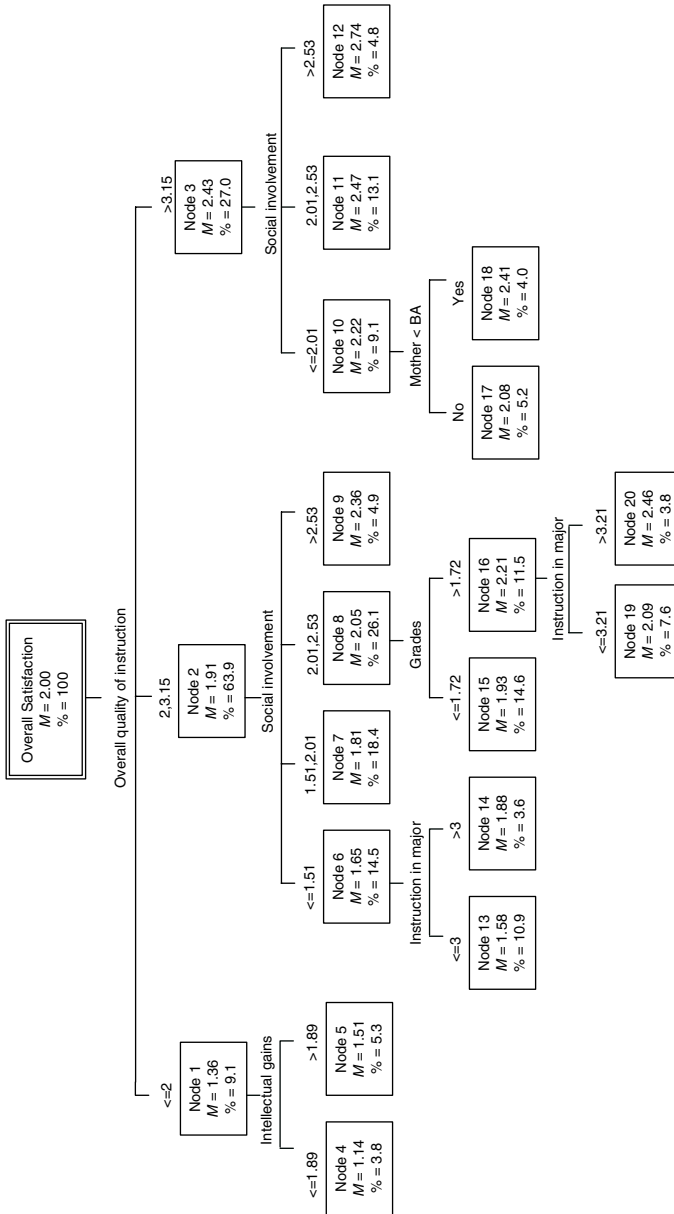 Overall Satisfaction
M = 2.00
% = 100
Overall quality of instruction
<=2
2,3.15
>3.15
Node 1
M = 1.36
% = 9.1
Node 2
M = 1.91
% = 63.9
Node 3
M = 2.43
% = 27.0
Intellectual gains
Social involvement
Social involvement
<=1.89
>1.89
<=1.51
1.51,2.01
2.01,2.53
>2.53
<=2.01
2.01,2.53
>2.53
Node 4
M = 1.14
% = 3.8
Node 5
M = 1.51
% = 5.3
Node 6
M = 1.65
% = 14.5
Node 7
M = 1.81
% = 18.4
Node 8
M = 2.05
% = 26.1
Node 9
M = 2.36
% = 4.9
Node 10
M = 2.22
% = 9.1
Node 11
M = 2.47
% = 13.1
Node 12
M = 2.74
% = 4.8
Instruction in major
Grades
Mother < BA
<=3
>3
<=1.72
>1.72
No
Yes
Node 13
M = 1.58
% = 10.9
Node 14
M = 1.88
% = 3.6
Node 15
M = 1.93
% = 14.6
Node 16
M = 2.21
% = 11.5
Node 17
M = 2.08
% = 5.2
Node 18
M = 2.41
% = 4.0
Instruction in major
<=3.21
>3.21
Node 19
M = 2.09
% = 7.6
Node 20
M = 2.46
% = 3.8